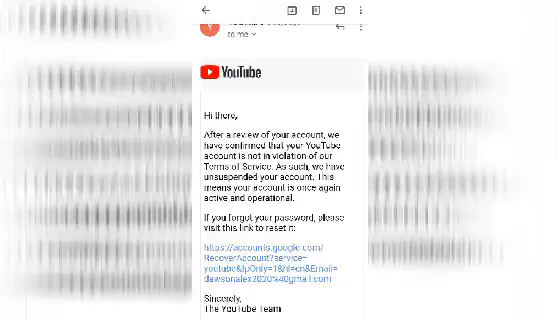 to me
YouTube
Hi there,
After a review of your account, we
have confirmed that your YouTube
account is not in violation of our
Terms of Service. As such, we have
unsuspended your account. This
means your account is once again
active and operational.
If you forgot your password, please
visit this link to reset it:
https://accounts.google.com/
RecoverAccount?service=
youtube&fpOnly=1&hl=en&Email=
dawsonalex2020%40gmail.com
Sincerely,
The YouTube Team